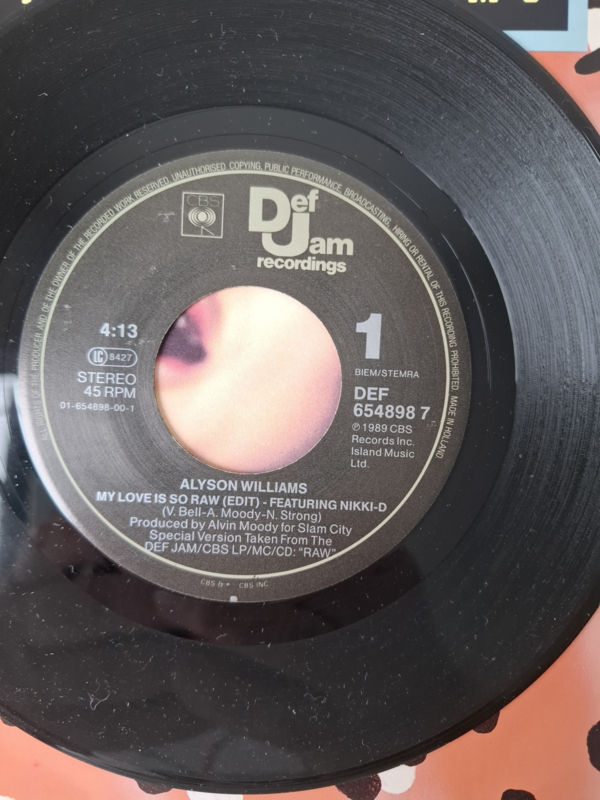 ALL RIGHTS OF THE PRODUCER AND OF THE OWNER OF THE RECORDED WORK RESERVED. UNAUTHORISED COPYING, PUBLIC PERFORMANCE, BROADCASTING, HIRING OR RENTAL OF THIS RECORDING PROHIBITED. MADE IN HOLLAND
CBS
Def
Jam
recordings
4:13
LC 8427
STEREO
45 RPM
01-654898-00-1
1
BIEM/STEMRA
DEF
654898 7
℗ 1989 CBS
Records Inc.
Island Music
Ltd.
ALYSON WILLIAMS
MY LOVE IS SO RAW (EDIT) - FEATURING NIKKI-D
(V. Bell-A. Moody-N. Strong)
Produced by Alvin Moody for Slam City
Special Version Taken From The
DEF JAM/CBS LP/MC/CD: "RAW"
CBS & CBS INC.